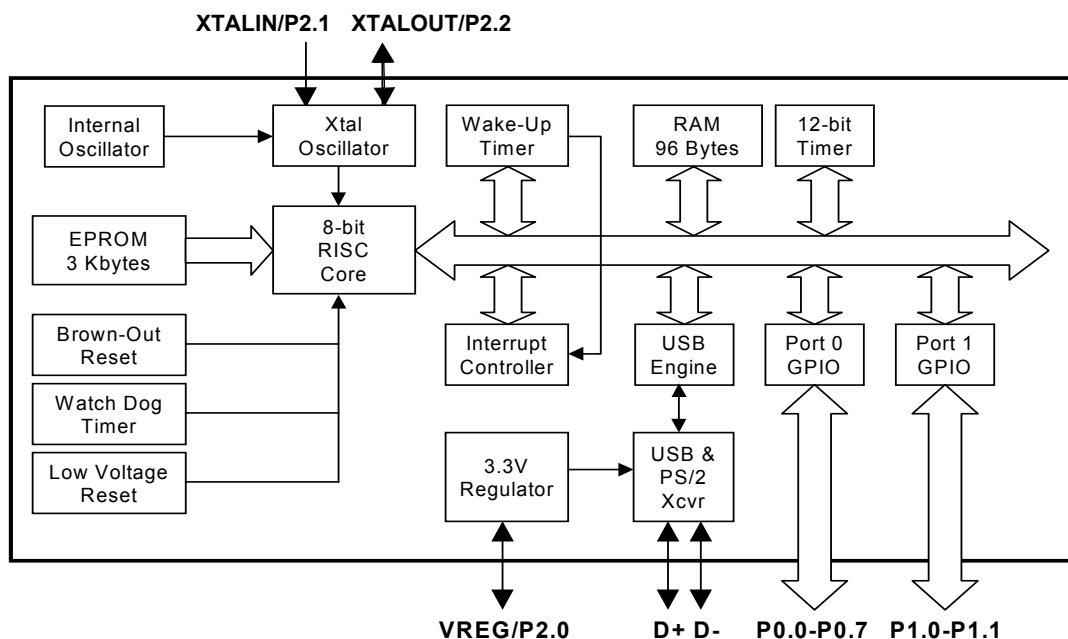 XTALIN/P2.1 XTALOUT/P2.2
Internal
Oscillator
Xtal
Oscillator
Wake-Up
Timer
RAM
96 Bytes
12-bit
Timer
EPROM
3 Kbytes
8-bit
RISC
Core
Brown-Out
Reset
Interrupt
Controller
USB
Engine
Port 0
GPIO
Port 1
GPIO
Watch Dog
Timer
Low Voltage
Reset
3.3V
Regulator
USB &
PS/2
Xcvr
VREG/P2.0 D+ D- P0.0-P0.7 P1.0-P1.1